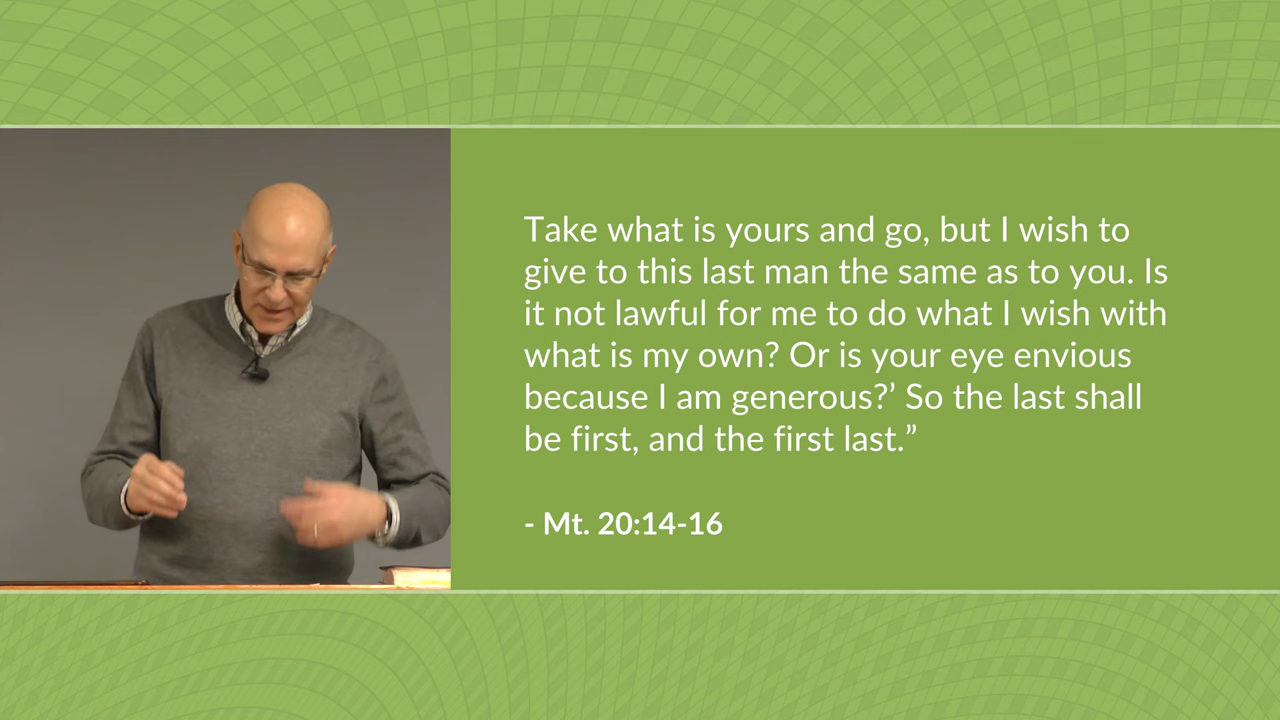 Take what is yours and go, but I wish to
give to this last man the same as to you. Is
it not lawful for me to do what I wish with
what is my own? Or is your eye envious
because I am generous?’ So the last shall
be first, and the first last.”
- Mt. 20:14-16